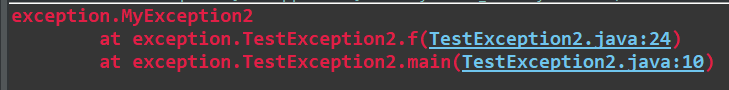 exception.MyException2
at exception.TestException2.f(TestException2.java:24)
at exception.TestException2.main(TestException2.java:10)